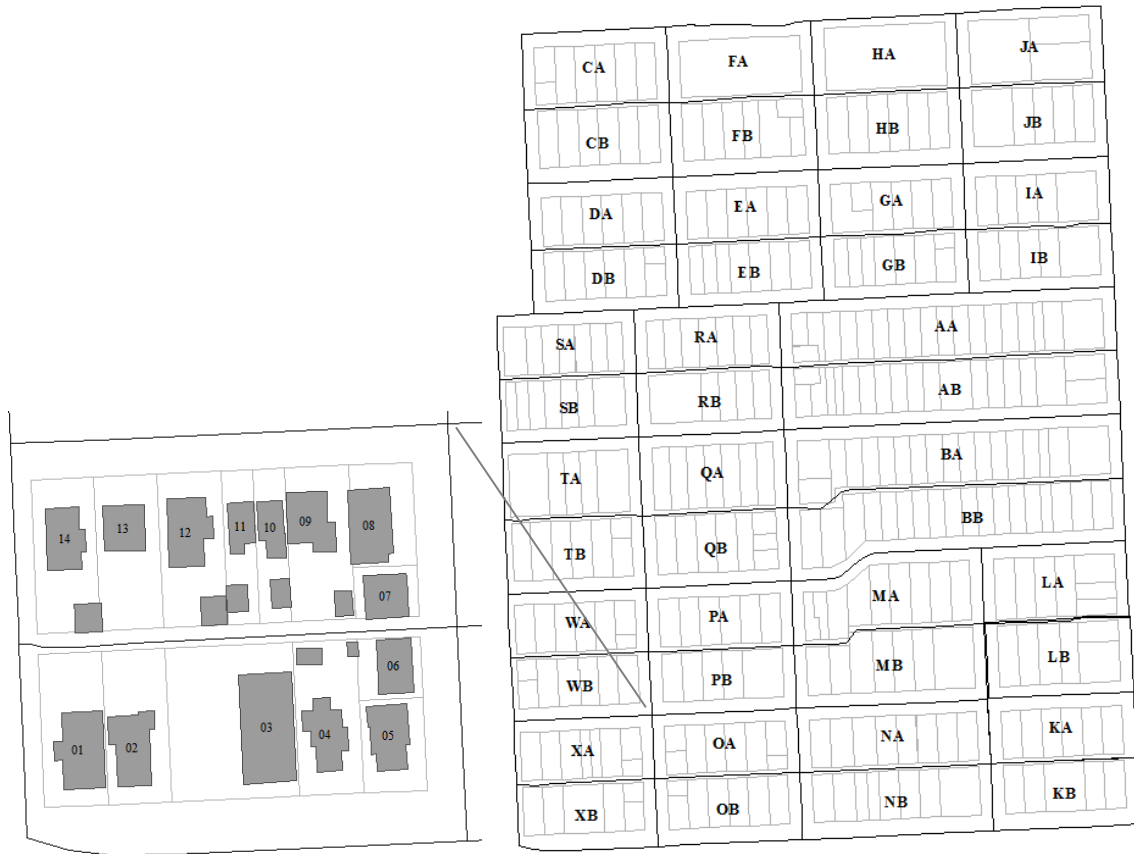 CA FA HA JA
CB FB HB JB
DA EA GA IA
DB EB GB IB
SA RA AA
SB RB AB
TA QA BA
TB QB BB
WA PA MA LA
WB PB MB LB
XA OA NA KA
XB OB NB KB
14 13 12 11 10 09 08
07
06
01 02 03 04 05